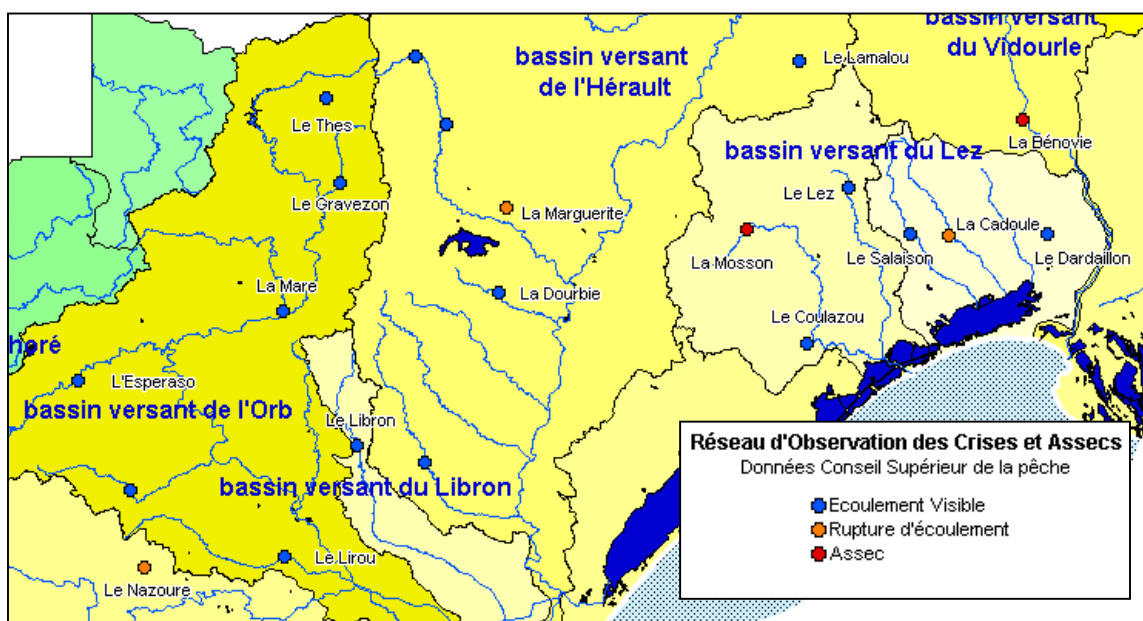 bassin versant
du Vidourle
bassin versant
de l'Hérault
Le Lamalou
Le Thes
La Bénovie
bassin versant du Lez
Le Gravezon
La Marguerite
Le Lez
La Cadoule
La Mosson
Le Salaison
Le Dardaillon
La Mare
La Dourbie
Le Coulazou
horé
L'Esperaso
bassin versant de l'Orb
Le Libron
bassin versant du Libron
Le Lirou
Le Nazoure
Réseau d'Observation des Crises et Assecs
Données Conseil Supérieur de la pêche
Ecoulement Visible
Rupture d'écoulement
Assec